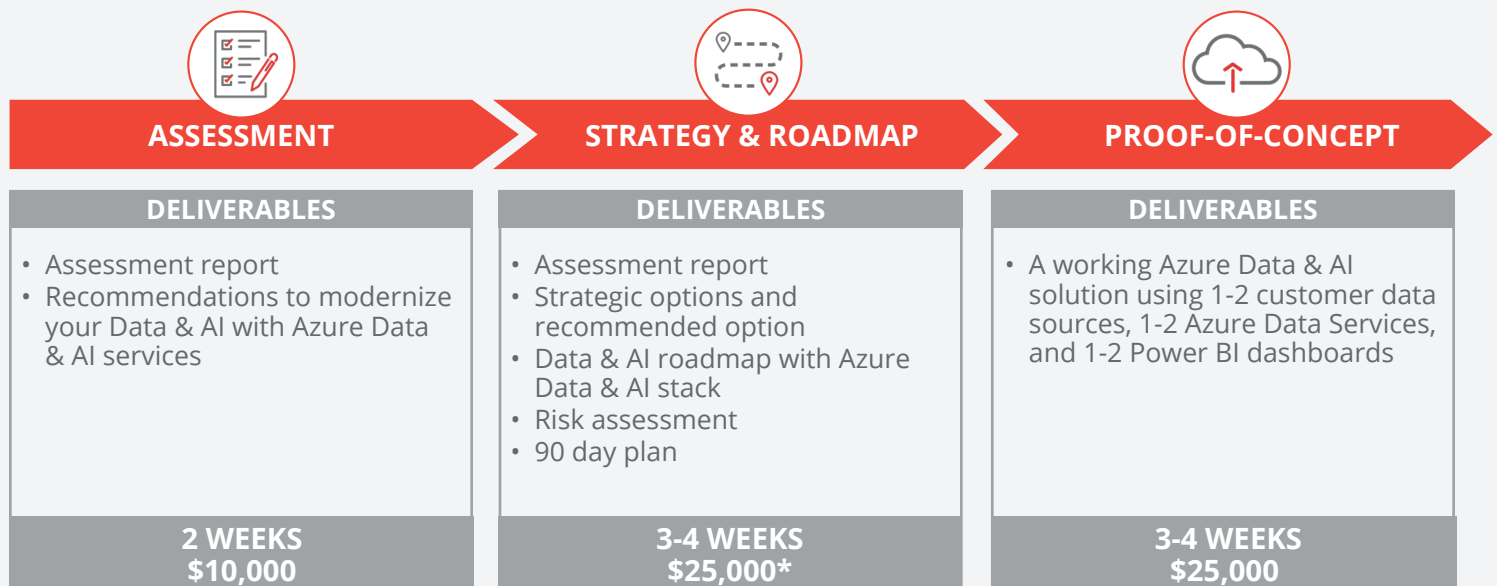 ASSESSMENT
DELIVERABLES
• Assessment report
• Recommendations to modernize
your Data & AI with Azure Data
& AI services
2 WEEKS
$10,000
STRATEGY & ROADMAP
DELIVERABLES
• Assessment report
• Strategic options and
recommended option
• Data & AI roadmap with Azure
Data & AI stack
• Risk assessment
• 90 day plan
3-4 WEEKS
$25,000*
PROOF-OF-CONCEPT
DELIVERABLES
• A working Azure Data & AI
solution using 1-2 customer data
sources, 1-2 Azure Data Services,
and 1-2 Power BI dashboards
3-4 WEEKS
$25,000